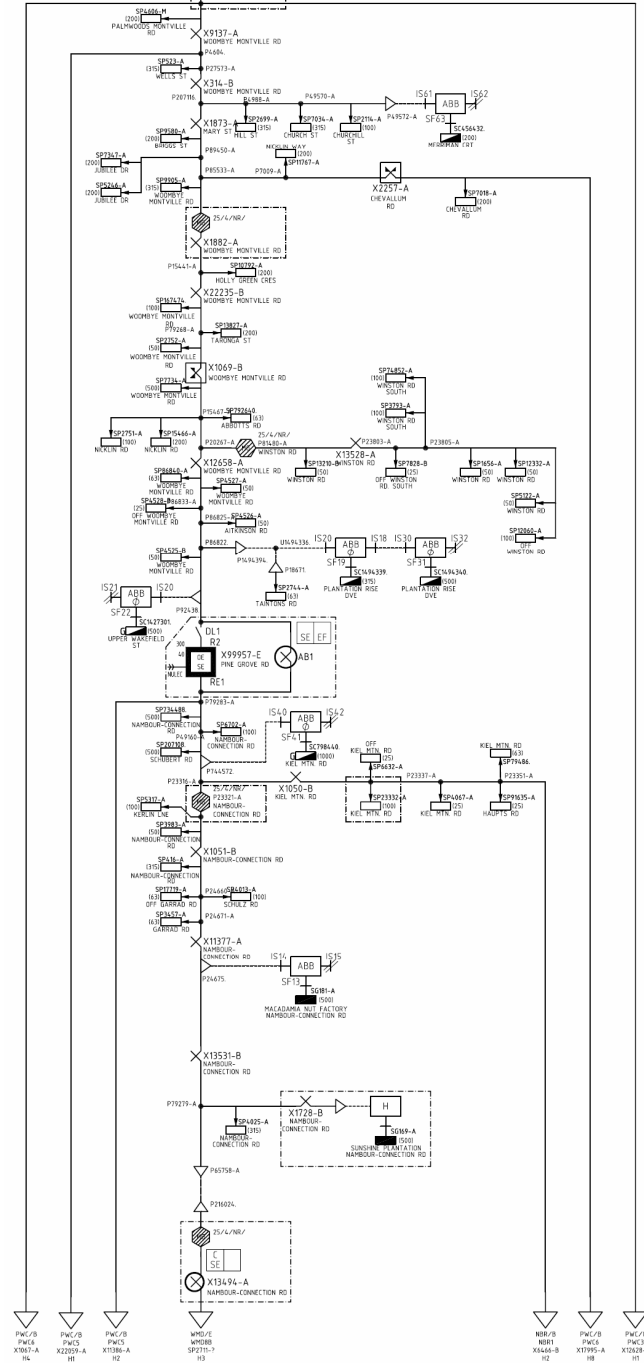 SP4606-M
(200)
PALMWOODS MONTVILLE
RD
X9137-A
WOOMBYE MONTVILLE RD
P4604.
SP523-A
(315)
WELLS ST
P27573-A
X314-B
WOOMBYE MONTVILLE RD
P207116.
P4988-A
P49570-A
P49572-A
IS61
ABB
IS62
SF63
SC456432.
(200)
MERRIMAN CRT
X1873-A
MARY ST
SP2699-A
(315)
HILL ST
SP7034-A
(315)
CHURCH ST
SP2114-A
(100)
CHURCHILL
ST
SP9580-A
(200)
BRIGGS ST
P89450-A
NICKLIN WAY
(200)
SP11767-A
SP7347-A
(200)
JUBILEE DR
P85533-A
P7009-A
X2257-A
CHEVALLUM
RD
SP7018-A
(200)
CHEVALLUM
RD
SP5246-A
(200)
JUBILEE DR
SP9905-A
(315)
WOOMBYE
MONTVILLE
RD
25/4/NR/
X1882-A
WOOMBYE MONTVILLE RD
P15441-A
SP10792-A
(200)
HOLLY GREEN CRES
X22235-B
WOOMBYE MONTVILLE RD
SP167474.
(100)
WOOMBYE MONTVILLE
RD
P79268-A
SP13827-A
(200)
TARONGA ST
SP2752-A
(50)
WOOMBYE MONTVILLE
RD
X1069-B
WOOMBYE MONTVILLE RD
SP7734-A
(500)
WOOMBYE MONTVILLE
RD
SP74852-A
(100)
WINSTON RD
SOUTH
SP3793-A
(100)
WINSTON RD
SOUTH
P15467-A
SP792640.
(63)
ABBOTTS RD
SP2751-A
(100)
NICKLIN RD
SP15466-A
(200)
NICKLIN RD
25/4/NR/
P20267-A
P81480-A
WINSTON RD
P23803-A
X13528-A
WINSTON RD
P23805-A
X12658-A
WOOMBYE MONTVILLE RD
SP13210-B
(50)
WINSTON RD
SP7828-B
(25)
OFF WINSTON
RD. SOUTH
SP1656-A
(50)
WINSTON RD
SP12332-A
(50)
WINSTON RD
SP86840-A
(63)
WOOMBYE
MONTVILLE RD
SP4527-A
(50)
WOOMBYE
MONTVILLE RD
SP4528-B
(25)
OFF WOOMBYE
MONTVILLE RD
P86833-A
SP5122-A
(50)
WINSTON RD
P86825-A
SP4526-A
(50)
AITKINSON RD
SP12060-A
(100)
OFF
WINSTON RD
P86822.
SP4525-B
(50)
WOOMBYE
MONTVILLE RD
P1494394.
U1494336.
P18671.
SP2744-A
(63)
TAINTONS RD
IS20
ABB
IS18
SF19
SC1494339.
(315)
PLANTATION RISE
DVE
IS30
ABB
IS32
SF31
SC1494340.
(500)
PLANTATION RISE
DVE
IS21
ABB
IS20
SF22
SC1427301.
(500)
UPPER WAKEFIELD
ST
P92438.
DL1
R2
300
40
OE
SE
NULEC
X99957-E
PINE GROVE RD
RE1
AB1
SE EF
P79283-A
SP734488.
(500)
NAMBOUR-CONNECTION
RD
SP6702-A
(100)
NAMBOUR-
CONNECTION RD
P49160-A
IS40
ABB
IS42
SF41
SC798440.
(1000)
KIEL MTN. RD
SP207108.
(500)
SCHUBERT RD
P744572.
OFF
KIEL MTN. RD
(25)
SP6632-A
KIEL MTN. RD
(63)
SP79486.
P23316-A
X1050-B
KIEL MTN. RD
P23337-A
P23351-A
25/4/NR/
P23321-A
NAMBOUR-
CONNECTION RD
SP5317-A
(100)
KERLIN LNE
SP23332-A
(100)
KIEL MTN. RD
SP4067-A
(25)
KIEL MTN. RD
SP91635-A
(25)
HAUPTS RD
SP3983-A
(50)
NAMBOUR-CONNECTION
RD
X1051-B
NAMBOUR-CONNECTION RD
SP416-A
(315)
NAMBOUR-CONNECTION
RD
SP17719-A
(63)
OFF GARRAD RD
P24660
SP4013-A
(100)
SCHULZ RD
SP3457-A
(63)
GARRAD RD
P24671-A
X11377-A
NAMBOUR-
CONNECTION RD
P24675.
IS14
ABB
IS15
SF13
SG181-A
(500)
MACADAMIA NUT FACTORY
NAMBOUR-CONNECTION RD
X13531-B
NAMBOUR-
CONNECTION RD
P79279-A
SP4025-A
(315)
NAMBOUR-
CONNECTION RD
X1728-B
NAMBOUR-
CONNECTION RD
H
SG169-A
(500)
SUNSHINE PLANTATION
NAMBOUR-CONNECTION RD
P65758-A
P216024.
25/4/NR/
C
SE
X13494-A
NAMBOUR-CONNECTION RD
PWC/B
PWC6
X1067-A
H4
PWC/B
PWC5
X22059-A
H1
PWC/B
PWC5
X11386-A
H2
WMD/E
WMD8B
SP2711-?
H3
NBR/B
NBR1
X6466-B
H2
PWC/B
PWC6
X17995-A
H8
PWC/
PWC3
X12628
H1